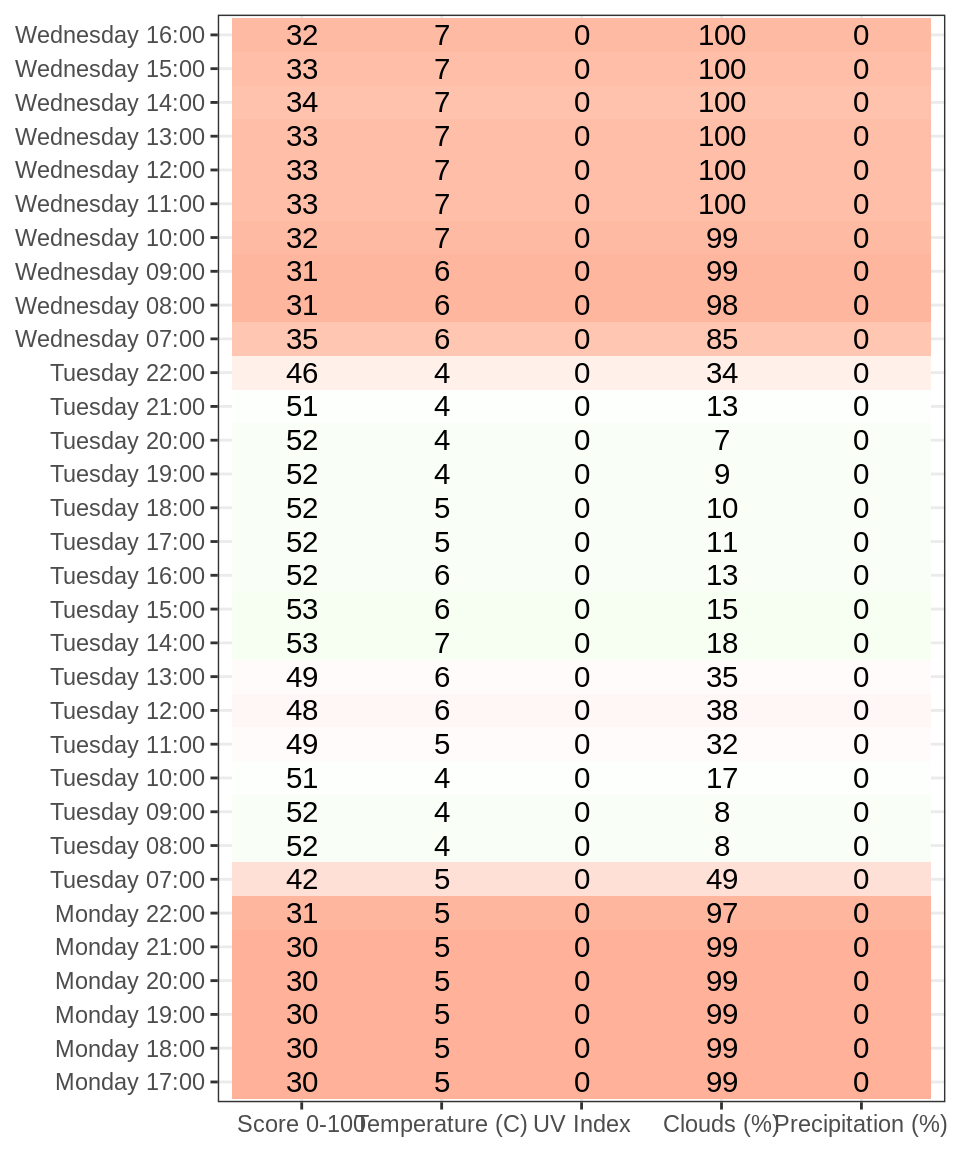 Wednesday 16:00 32 7 0 100 0
Wednesday 15:00 33 7 0 100 0
Wednesday 14:00 34 7 0 100 0
Wednesday 13:00 33 7 0 100 0
Wednesday 12:00 33 7 0 100 0
Wednesday 11:00 33 7 0 100 0
Wednesday 10:00 32 7 0 99 0
Wednesday 09:00 31 6 0 99 0
Wednesday 08:00 31 6 0 98 0
Wednesday 07:00 35 6 0 85 0
Tuesday 22:00 46 4 0 34 0
Tuesday 21:00 51 4 0 13 0
Tuesday 20:00 52 4 0 7 0
Tuesday 19:00 52 4 0 9 0
Tuesday 18:00 52 5 0 10 0
Tuesday 17:00 52 5 0 11 0
Tuesday 16:00 52 6 0 13 0
Tuesday 15:00 53 6 0 15 0
Tuesday 14:00 53 7 0 18 0
Tuesday 13:00 49 6 0 35 0
Tuesday 12:00 48 6 0 38 0
Tuesday 11:00 49 5 0 32 0
Tuesday 10:00 51 4 0 17 0
Tuesday 09:00 52 4 0 8 0
Tuesday 08:00 52 4 0 8 0
Tuesday 07:00 42 5 0 49 0
Monday 22:00 31 5 0 97 0
Monday 21:00 30 5 0 99 0
Monday 20:00 30 5 0 99 0
Monday 19:00 30 5 0 99 0
Monday 18:00 30 5 0 99 0
Monday 17:00 30 5 0 99 0
Score 0-100 Temperature (C) UV Index Clouds (%) Precipitation (%)